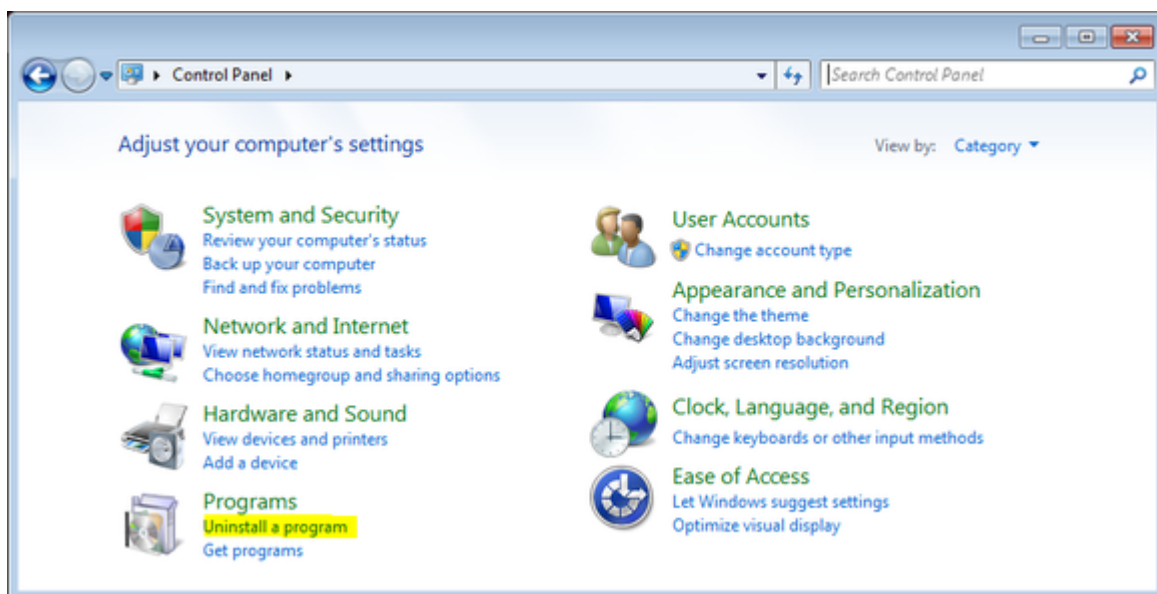 Control Panel
Search Control Panel
Adjust your computer's settings
View by: Category
System and Security
Review your computer's status
Back up your computer
Find and fix problems
Network and Internet
View network status and tasks
Choose homegroup and sharing options
Hardware and Sound
View devices and printers
Add a device
Programs
Uninstall a program
Get programs
User Accounts
Change account type
Appearance and Personalization
Change the theme
Change desktop background
Adjust screen resolution
Clock, Language, and Region
Change keyboards or other input methods
Ease of Access
Let Windows suggest settings
Optimize visual display